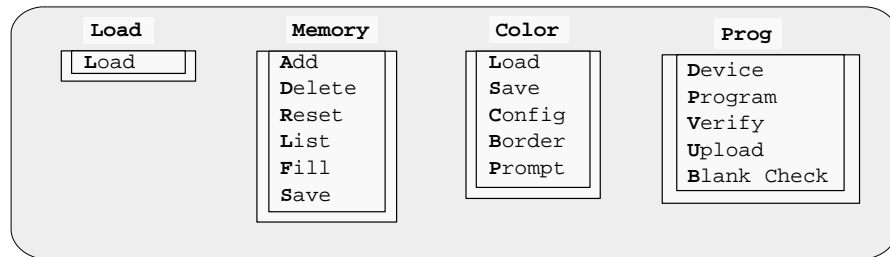 Load
Load
Memory
Add
Delete
Reset
List
Fill
Save
Color
Load
Save
Config
Border
Prompt
Prog
Device
Program
Verify
Upload
Blank Check